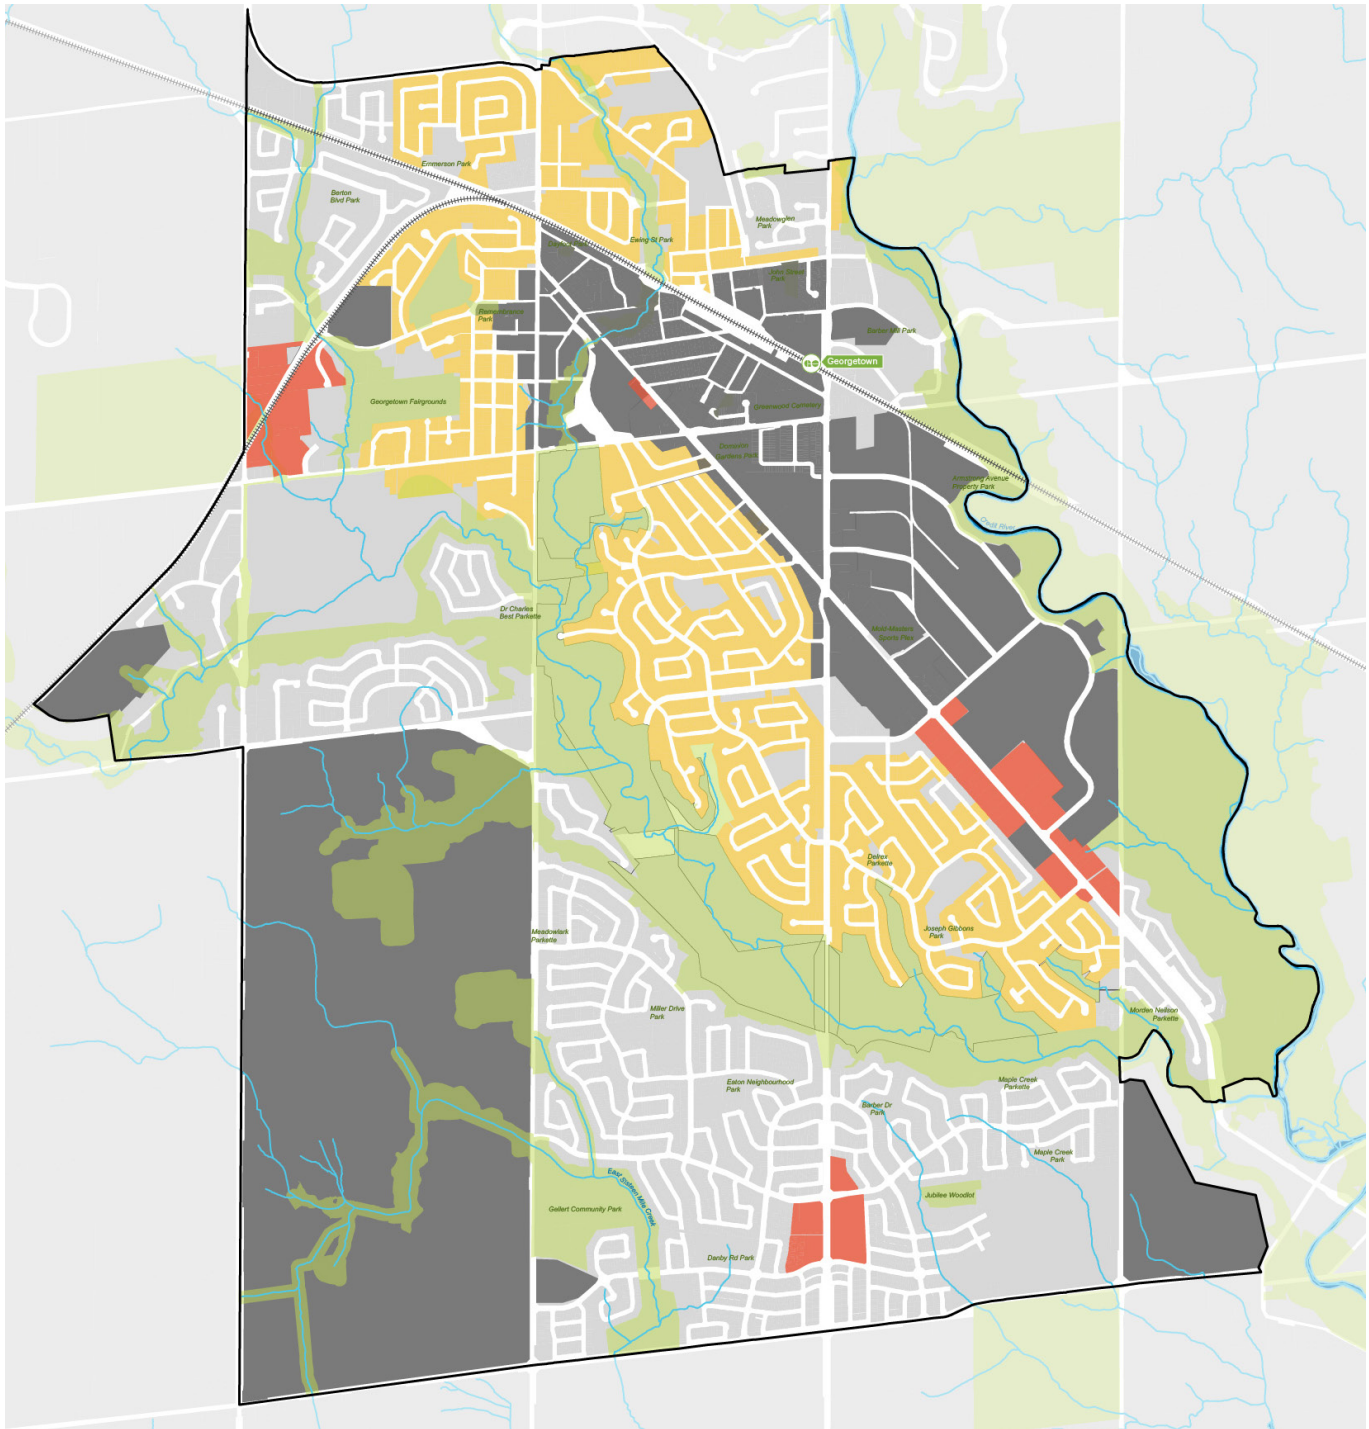 Emmerson Park
Barton
Blvd Park
Meadowglen
Park
Ewing St Park
John Street
Park
Remembrance
Park
Barber Mill Park
Georgetown
Georgetown Fairgrounds
Greenwood Cemetery
Dominion
Gardens Park
Armstrong Avenue
Property Park
Credit River
Dr Charles
Best Parkette
Mold-Masters
Sports Plex
Delrex
Parkette
Joseph Gibbons
Park
Meadowlark
Parkette
Miller Drive
Park
Morden Neilson
Parkette
Eaton Neighbourhood
Park
Maple Creek
Parkette
Barber Dr
Park
Maple Creek
Park
East Sixteen Mile Creek
Jubilee Woodlot
Gellert Community Park
Danby Rd Park